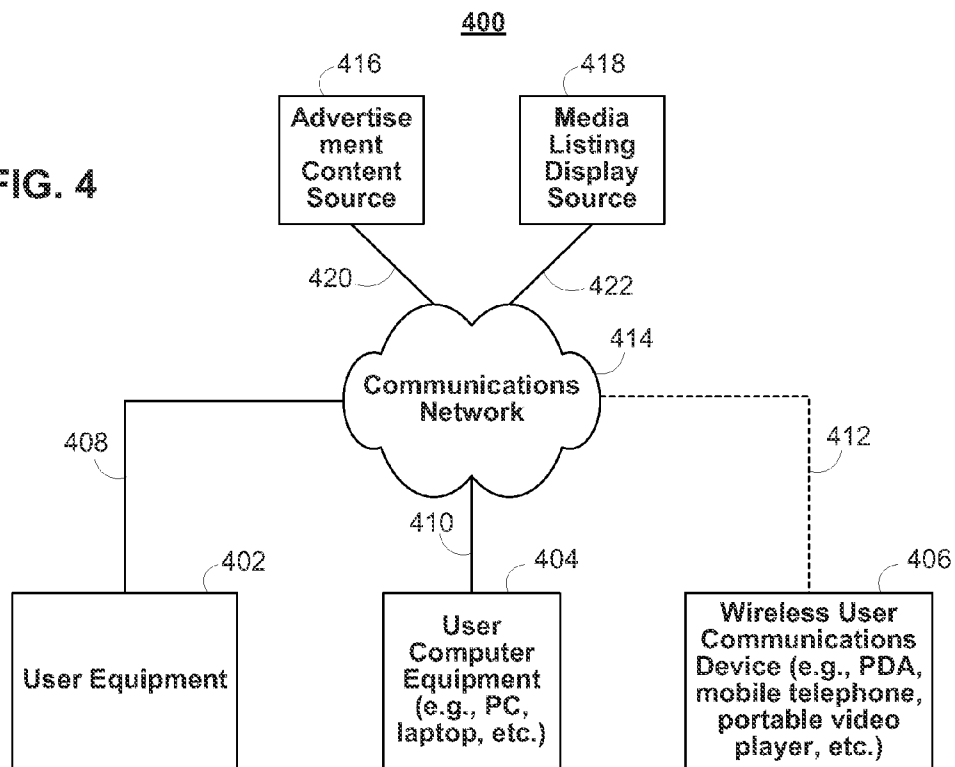 400
416
418
Advertise
ment
Content
Source
Media
Listing
Display
Source
FIG. 4
420
422
414
Communications
Network
408
412
410
402
404
406
User Equipment
User
Computer
Equipment
(e.g., PC,
laptop, etc.)
Wireless User
Communications
Device (e.g., PDA,
mobile telephone,
portable video
player, etc.)